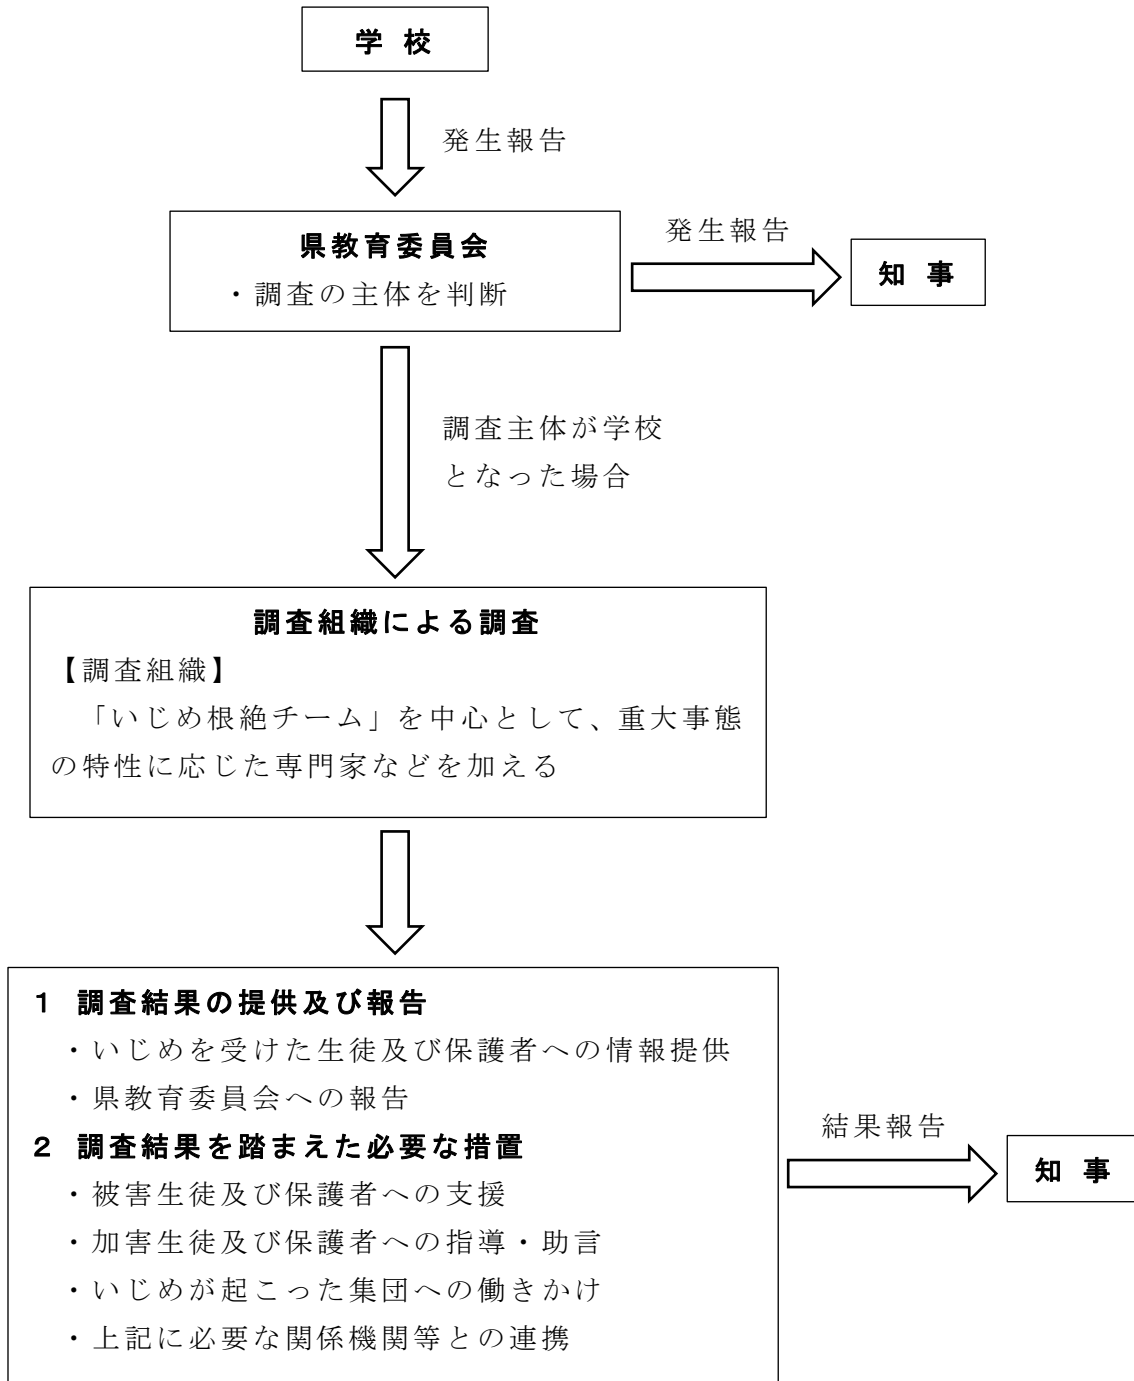 学 校
発生報告
県教育委員会
・調査の主体を判断
発生報告
知 事
調査主体が学校
となった場合
調査組織による調査
【調査組織】
「いじめ根絶チーム」を中心として、重大事態
の特性に応じた専門家などを加える
1 調査結果の提供及び報告
・いじめを受けた生徒及び保護者への情報提供
・県教育委員会への報告
2 調査結果を踏まえた必要な措置
・被害生徒及び保護者への支援
・加害生徒及び保護者への指導・助言
・いじめが起こった集団への働きかけ
・上記に必要な関係機関等との連携
結果報告
知 事